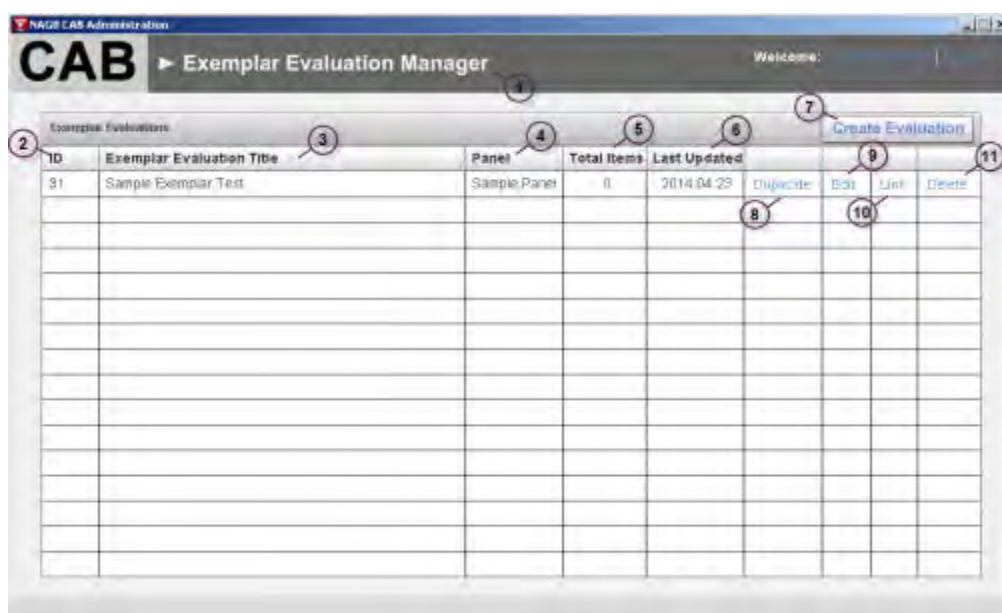 NAGB CAB Administration
CAB ► Exemplar Evaluation Manager
Welcome:
1
7
Exemplar Evaluations
Create Evaluation
2
3
4
5
6
9
11
ID Exemplar Evaluation Title Panel Total Items Last Updated
31 Sample Exemplar Test Sample Panel 0 2014.04.23 Duplicate Edit Delete
8
10